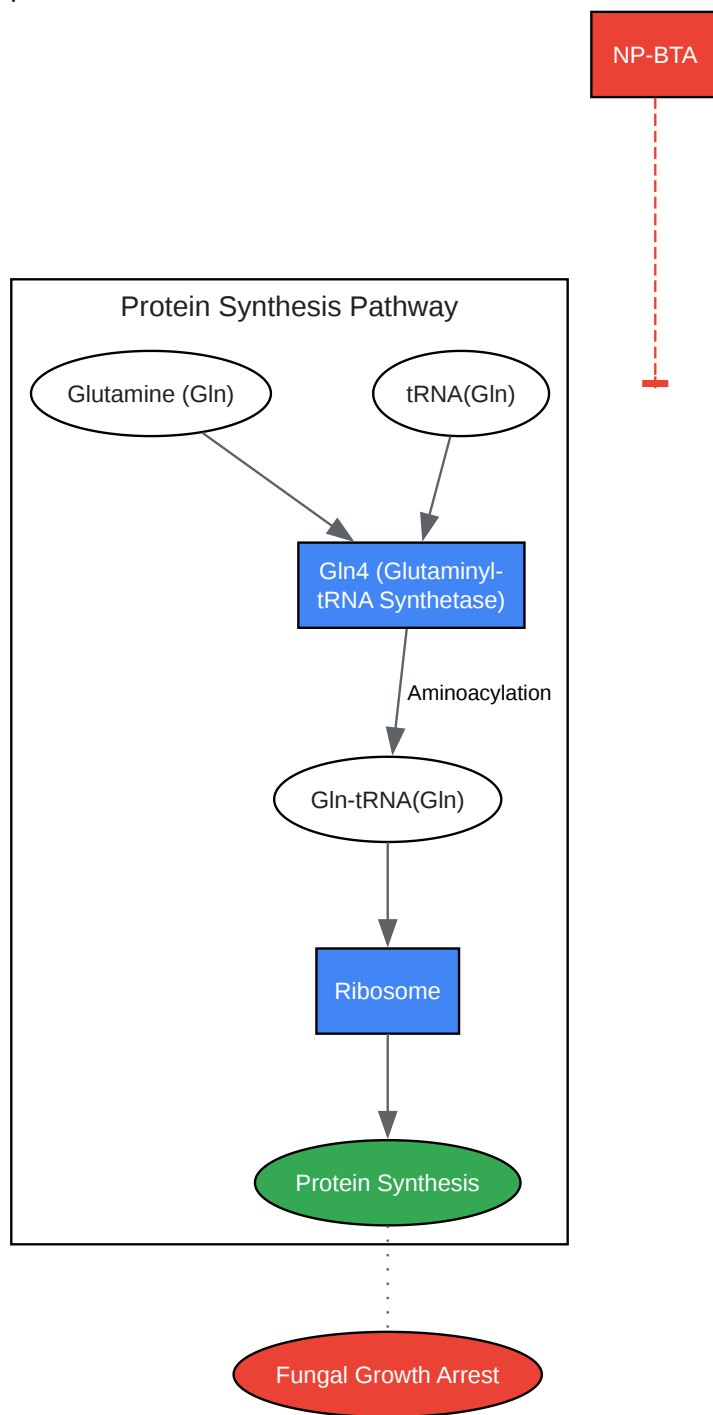 NP-BTA
Protein Synthesis Pathway
Glutamine (Gln)
tRNA(Gln)
Gln4 (Glutaminyl-
tRNA Synthetase)
Aminoacylation
Gln-tRNA(Gln)
Ribosome
Protein Synthesis
Fungal Growth Arrest